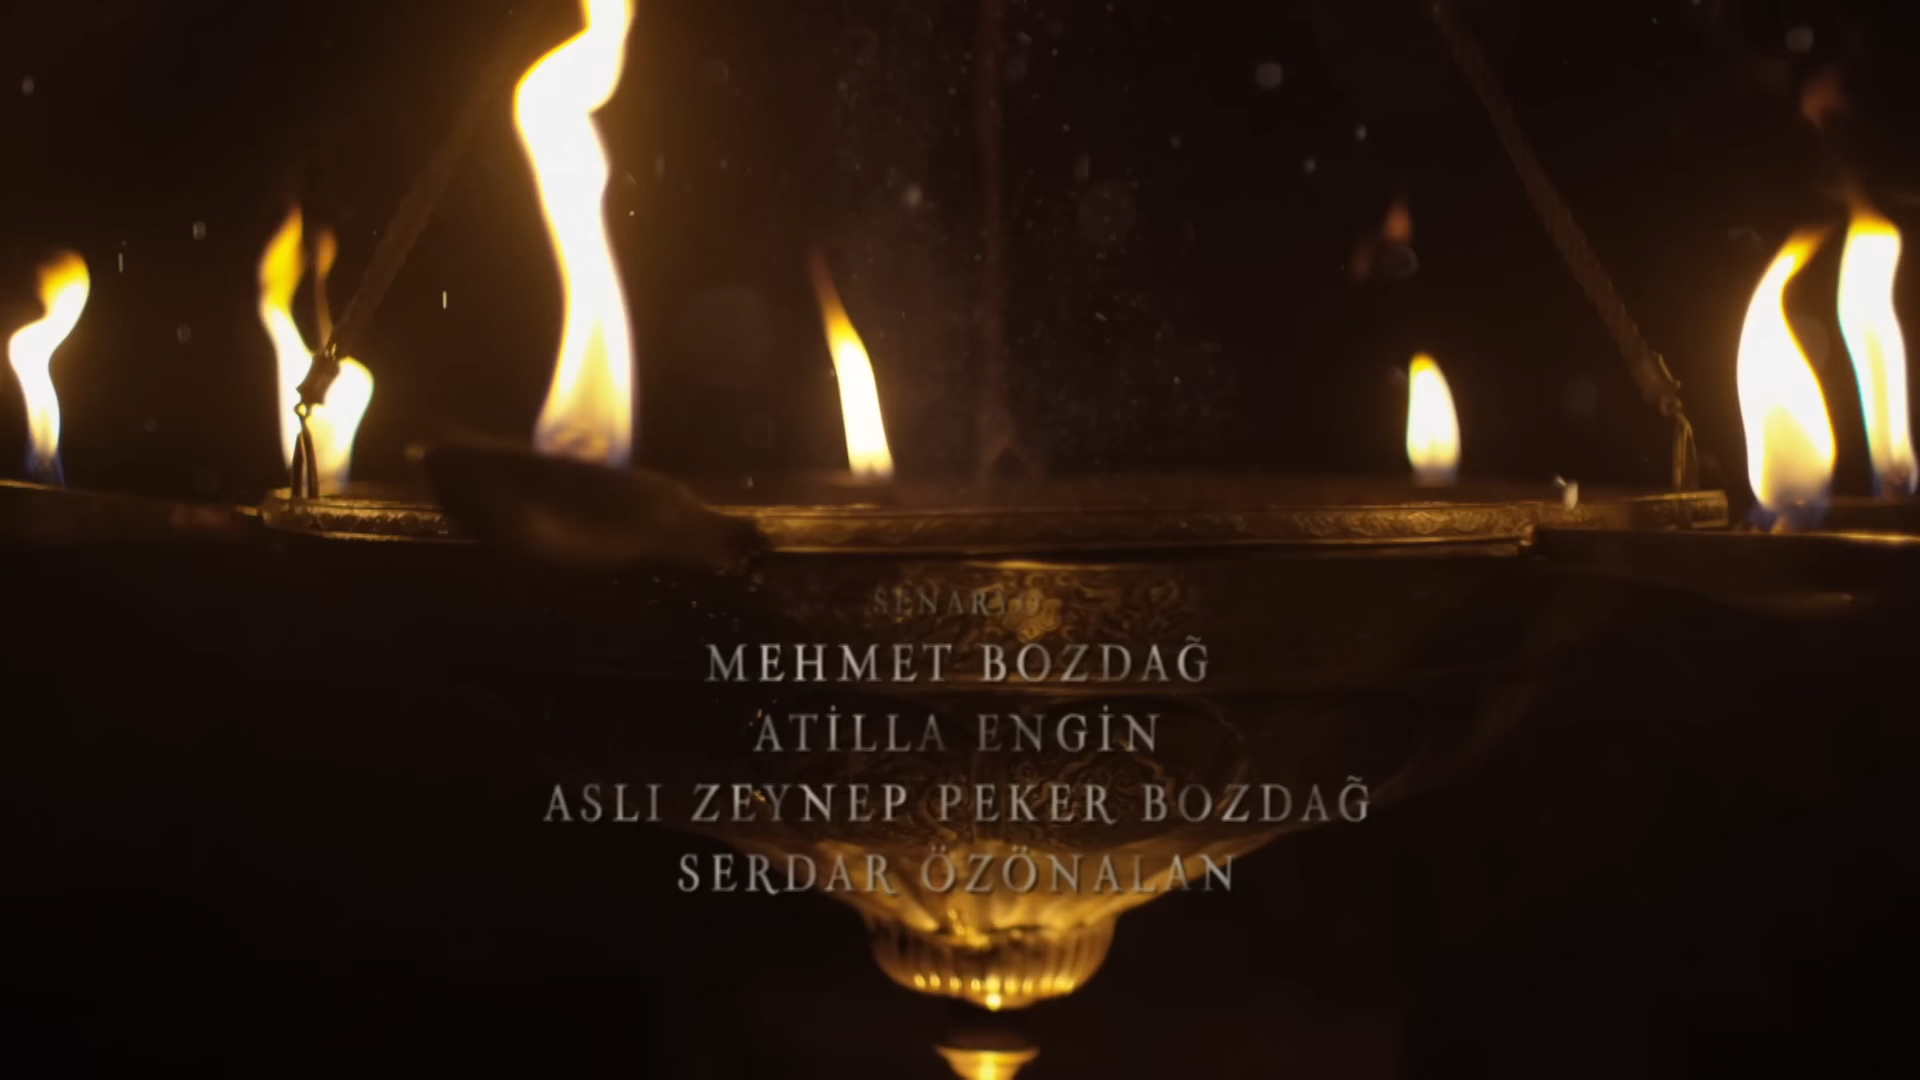 SENARYO
MEHMET BOZDAĞ
ATİLLA ENGİN
ASLI ZEYNEP PEKER BOZDAĞ
SERDAR ÖZÖNALAN